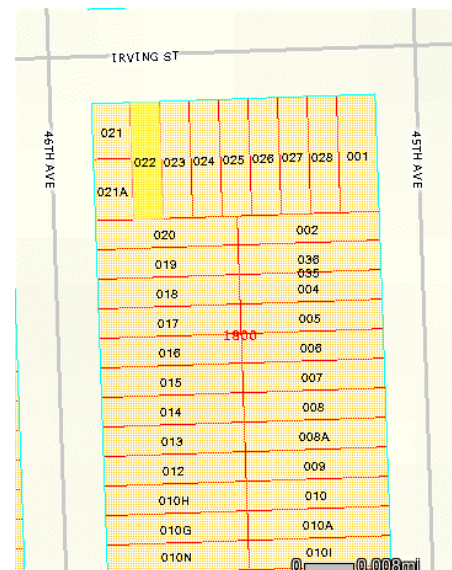 IRVING ST
46TH AVE
45TH AVE
021
022 023 024 025 026 027 028 001
021A
020 002
019 036
035
018 004
017 005
1800
016 006
015 007
014 008
013 008A
012 009
010H 010
010G 010A
010N 010I
0 0.008mi